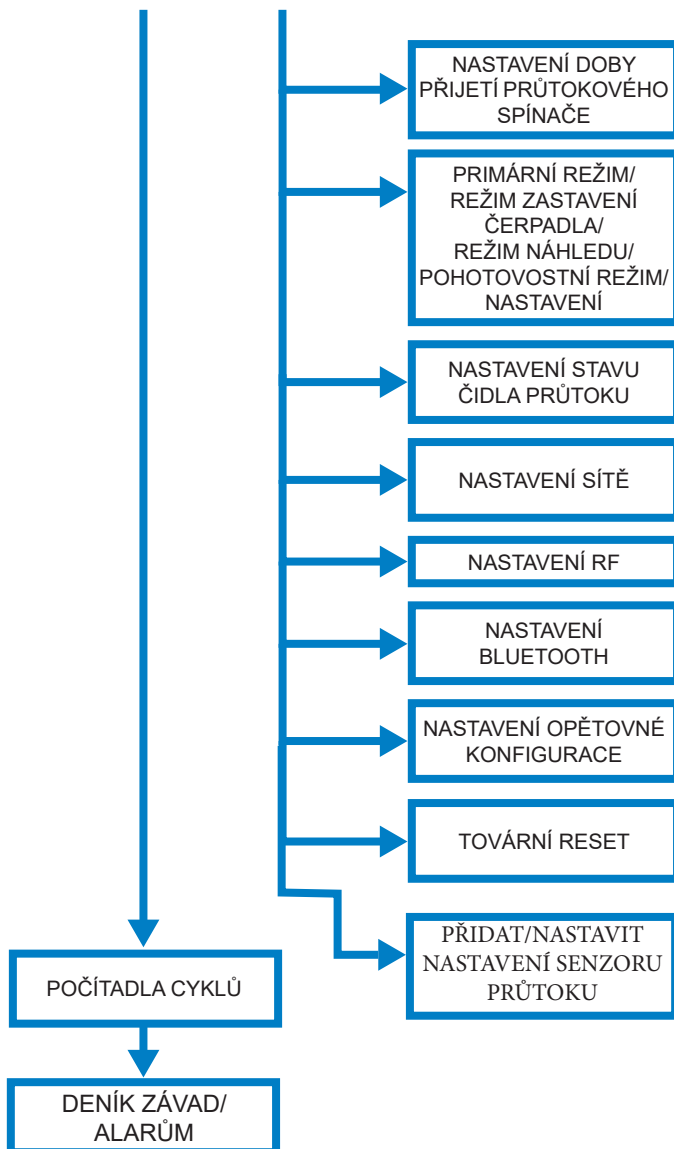 NASTAVENÍ DOBY
PŘIJETÍ PRŮTOKOVÉHO
SPÍNAČE
PRIMÁRNÍ REŽIM/
REŽIM ZASTAVENÍ
ČERPADLA/
REŽIM NÁHLEDU/
POHOTOVOSTNÍ REŽIM/
NASTAVENÍ
NASTAVENÍ STAVU
ČIDLA PRŮTOKU
NASTAVENÍ SÍTĚ
NASTAVENÍ RF
NASTAVENÍ
BLUETOOTH
NASTAVENÍ OPĚTOVNÉ
KONFIGURACE
TOVÁRNÍ RESET
PŘIDAT/NASTAVIT
NASTAVENÍ SENZORU
PRŮTOKU
POČÍTADLA CYKLŮ
DENÍK ZÁVAD/
ALARŮM